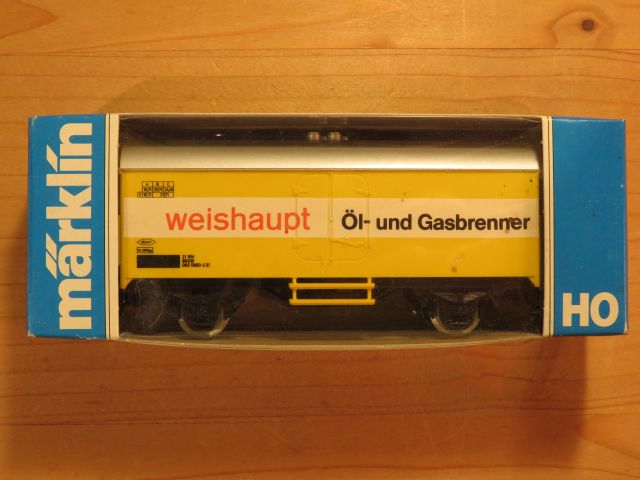 märklin
weishaupt Öl- und Gasbrenner
HO